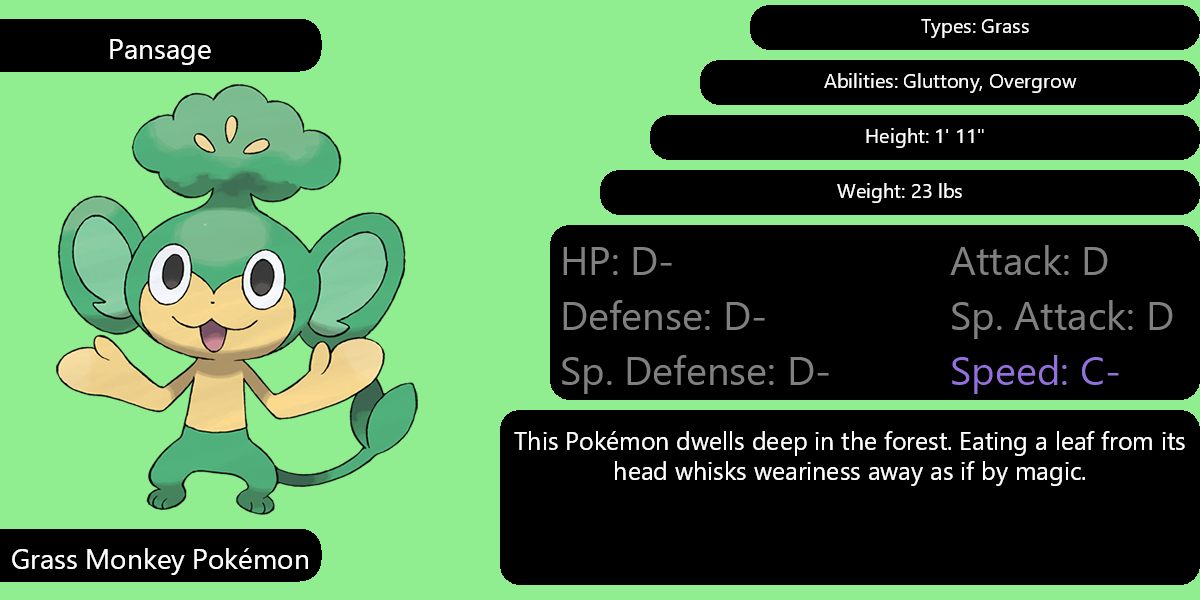 Pansage
Grass Monkey Pokémon
Types: Grass
Abilities: Gluttony, Overgrow
Height: 1' 11"
Weight: 23 lbs
HP: D-
Attack: D
Defense: D-
Sp. Attack: D
Sp. Defense: D-
Speed: C-
This Pokémon dwells deep in the forest. Eating a leaf from its
head whisks weariness away as if by magic.